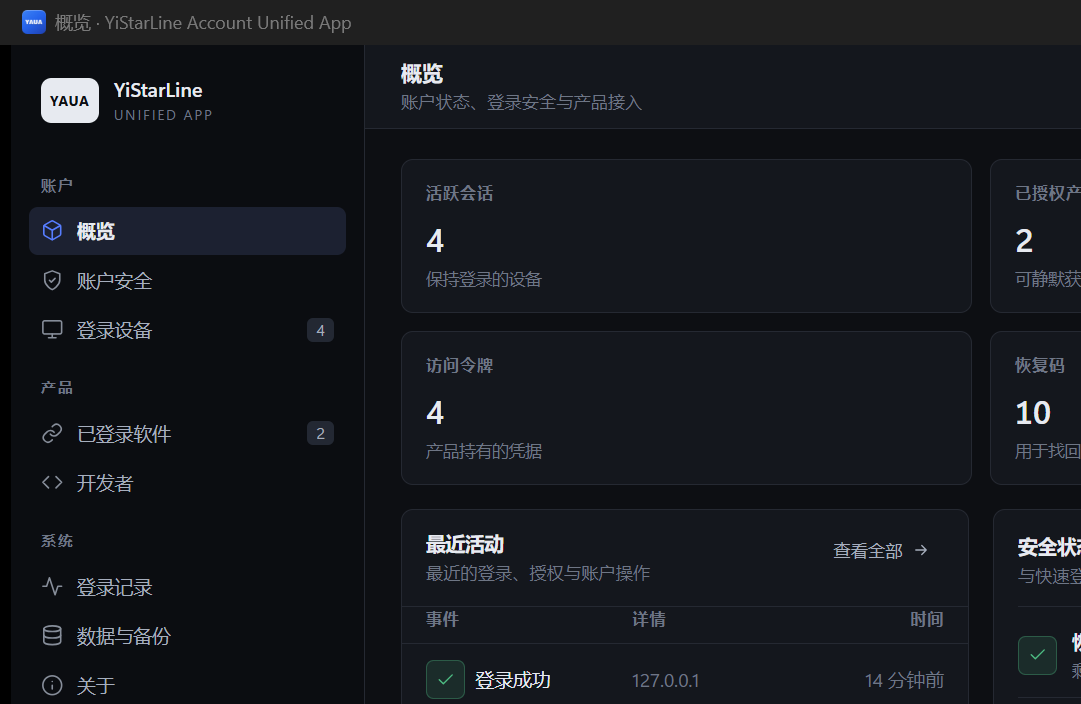 YAUA 概览 · YiStarLine Account Unified App
YAUA
YiStarLine
UNIFIED APP
账户
概览
账户安全
登录设备 4
产品
已登录软件 2
开发者
系统
登录记录
数据与备份
关于
概览
账户状态、登录安全与产品接入
活跃会话
4
保持登录的设备
已授权产
2
可静默获
访问令牌
4
产品持有的凭据
恢复码
10
用于找回
最近活动
最近的登录、授权与账户操作
查看全部 →
事件 详情 时间
登录成功 127.0.0.1 14 分钟前
安全状态
与快速登